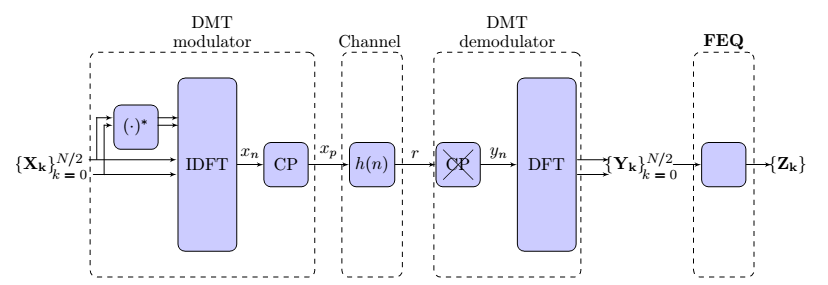 DMT
modulator
Channel
DMT
demodulator
FEQ
(·)*
{X_k}_{k=0}^{N/2}
IDFT
x_n
CP
x_p
h(n)
r
CP
y_n
DFT
{Y_k}_{k=0}^{N/2}
{Z_k}